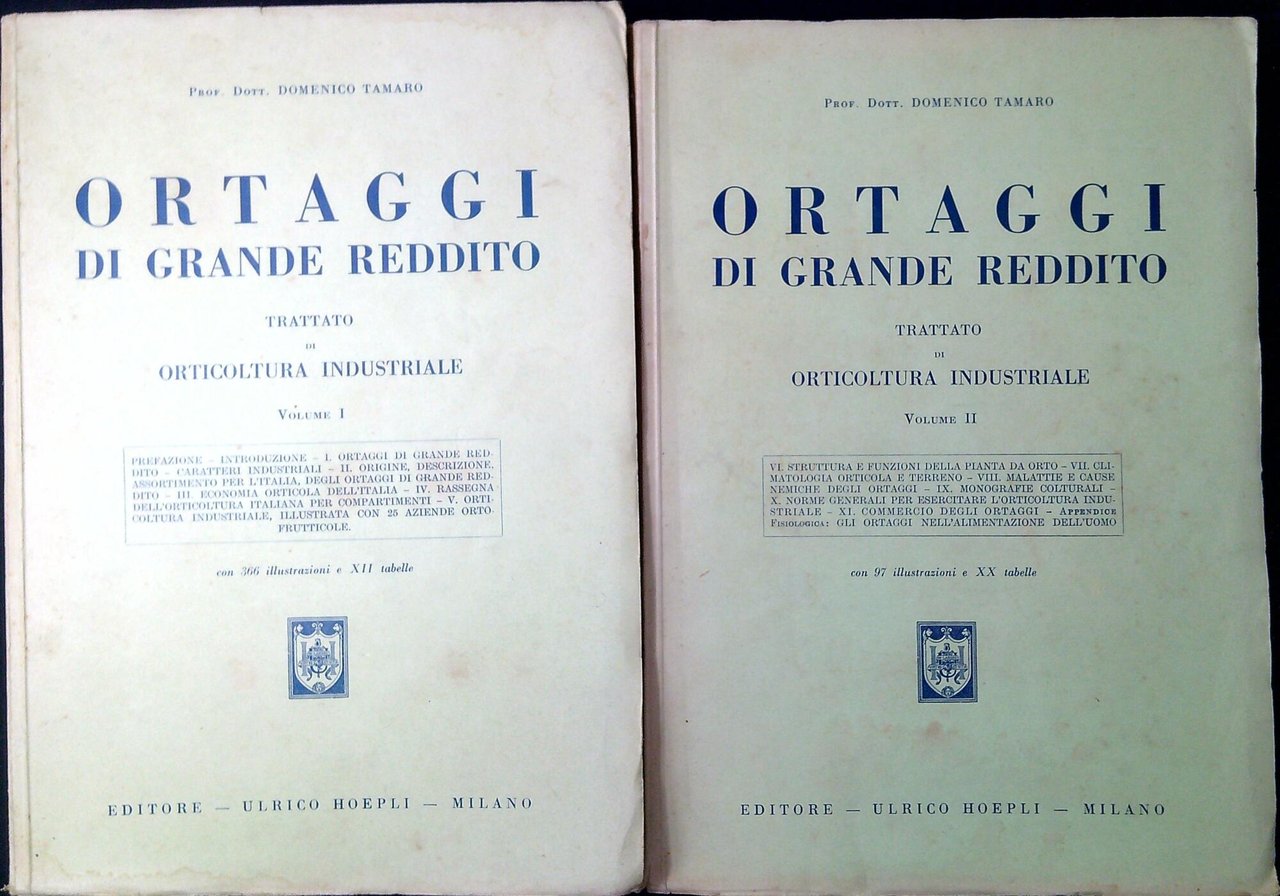 Prof. Dott. DOMENICO TAMARO
ORTAGGI
DI GRANDE REDDITO
TRATTATO
DI
ORTICOLTURA INDUSTRIALE
Volume I
PREFAZIONE – INTRODUZIONE – I. ORTAGGI DI GRANDE RED-
DITO – CARATTERI INDUSTRIALI – II. ORIGINE, DESCRIZIONE,
ASSORTIMENTO PER L'ITALIA, DEGLI ORTAGGI DI GRANDE RED-
DITO – III. ECONOMIA ORTICOLA DELL'ITALIA – IV. RASSEGNA
DELL'ORTICOLTURA ITALIANA PER COMPARTIMENTI – V. ORTI-
COLTURA INDUSTRIALE, ILLUSTRATA CON 25 AZIENDE ORTO-
FRUTTICOLE.
con 366 illustrazioni e XII tabelle
EDITORE – ULRICO HOEPLI – MILANO
Prof. Dott. DOMENICO TAMARO
ORTAGGI
DI GRANDE REDDITO
TRATTATO
DI
ORTICOLTURA INDUSTRIALE
Volume II
VI. STRUTTURA E FUNZIONI DELLA PIANTA DA ORTO – VII. CLI-
MATOLOGIA ORTICOLA E TERRENO – VIII. MALATTIE E CAUSE
NEMICHE DEGLI ORTAGGI – IX. MONOGRAFIE COLTURALI –
X. NORME GENERALI PER ESERCITARE L'ORTICOLTURA INDU-
STRIALE – XI. COMMERCIO DEGLI ORTAGGI – Appendice
Fisiologica: GLI ORTAGGI NELL'ALIMENTAZIONE DELL'UOMO
con 97 illustrazioni e XX tabelle
EDITORE – ULRICO HOEPLI – MILANO